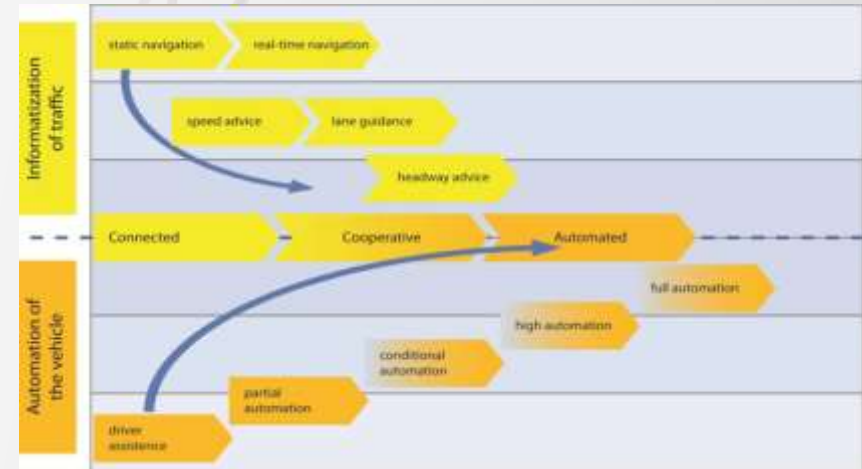 Informatization
of traffic
static navigation
real-time navigation
speed advice
lane guidance
headway advice
Connected
Cooperative
Automated
Automation of
the vehicle
full automation
high automation
conditional
automation
partial
automation
driver
assistence